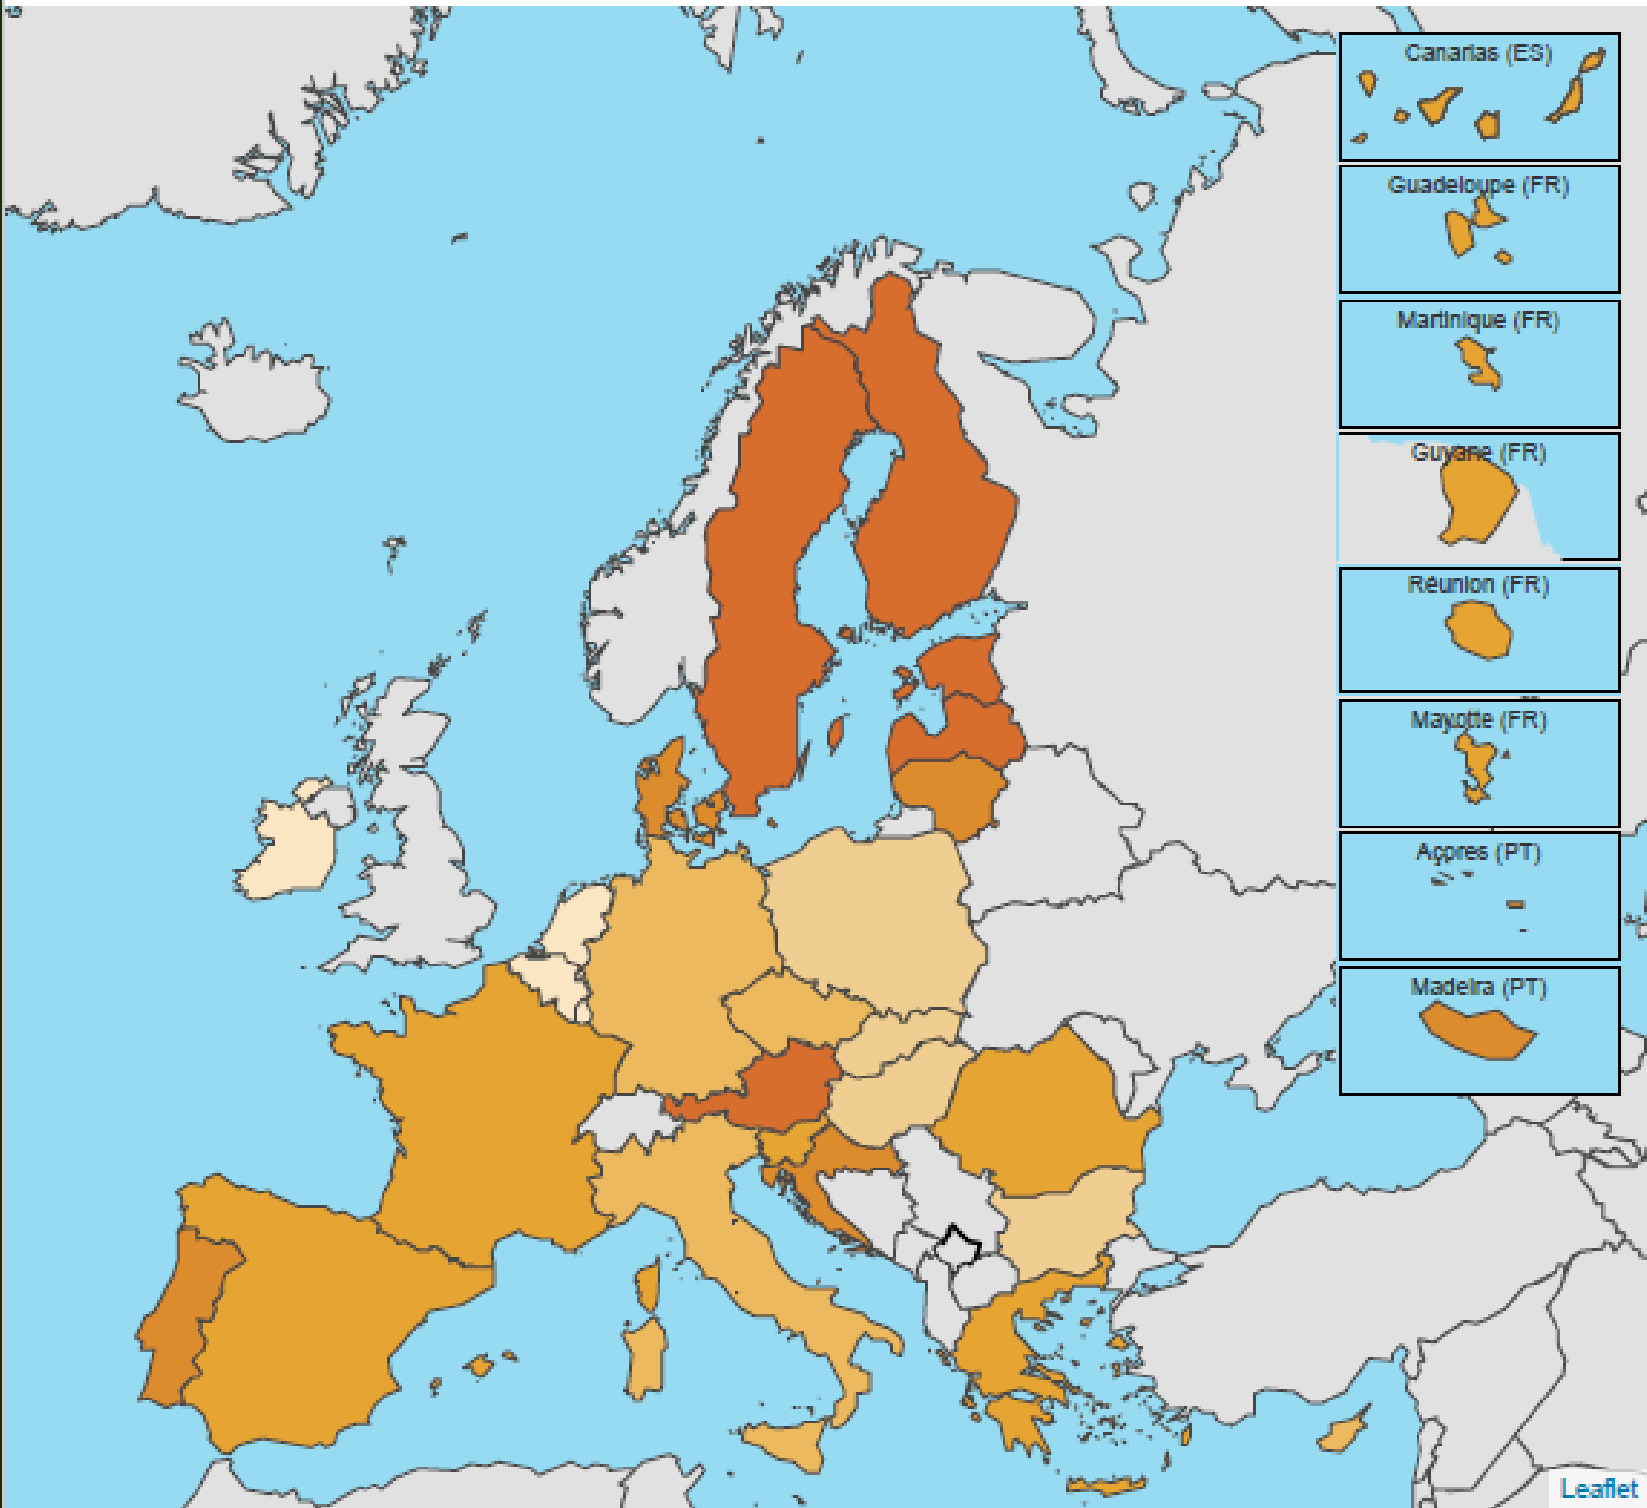 Canarias (ES)
Guadeloupe (FR)
Martinique (FR)
Guyane (FR)
Réunion (FR)
Mayotte (FR)
Açores (PT)
Madeira (PT)
Leaflet